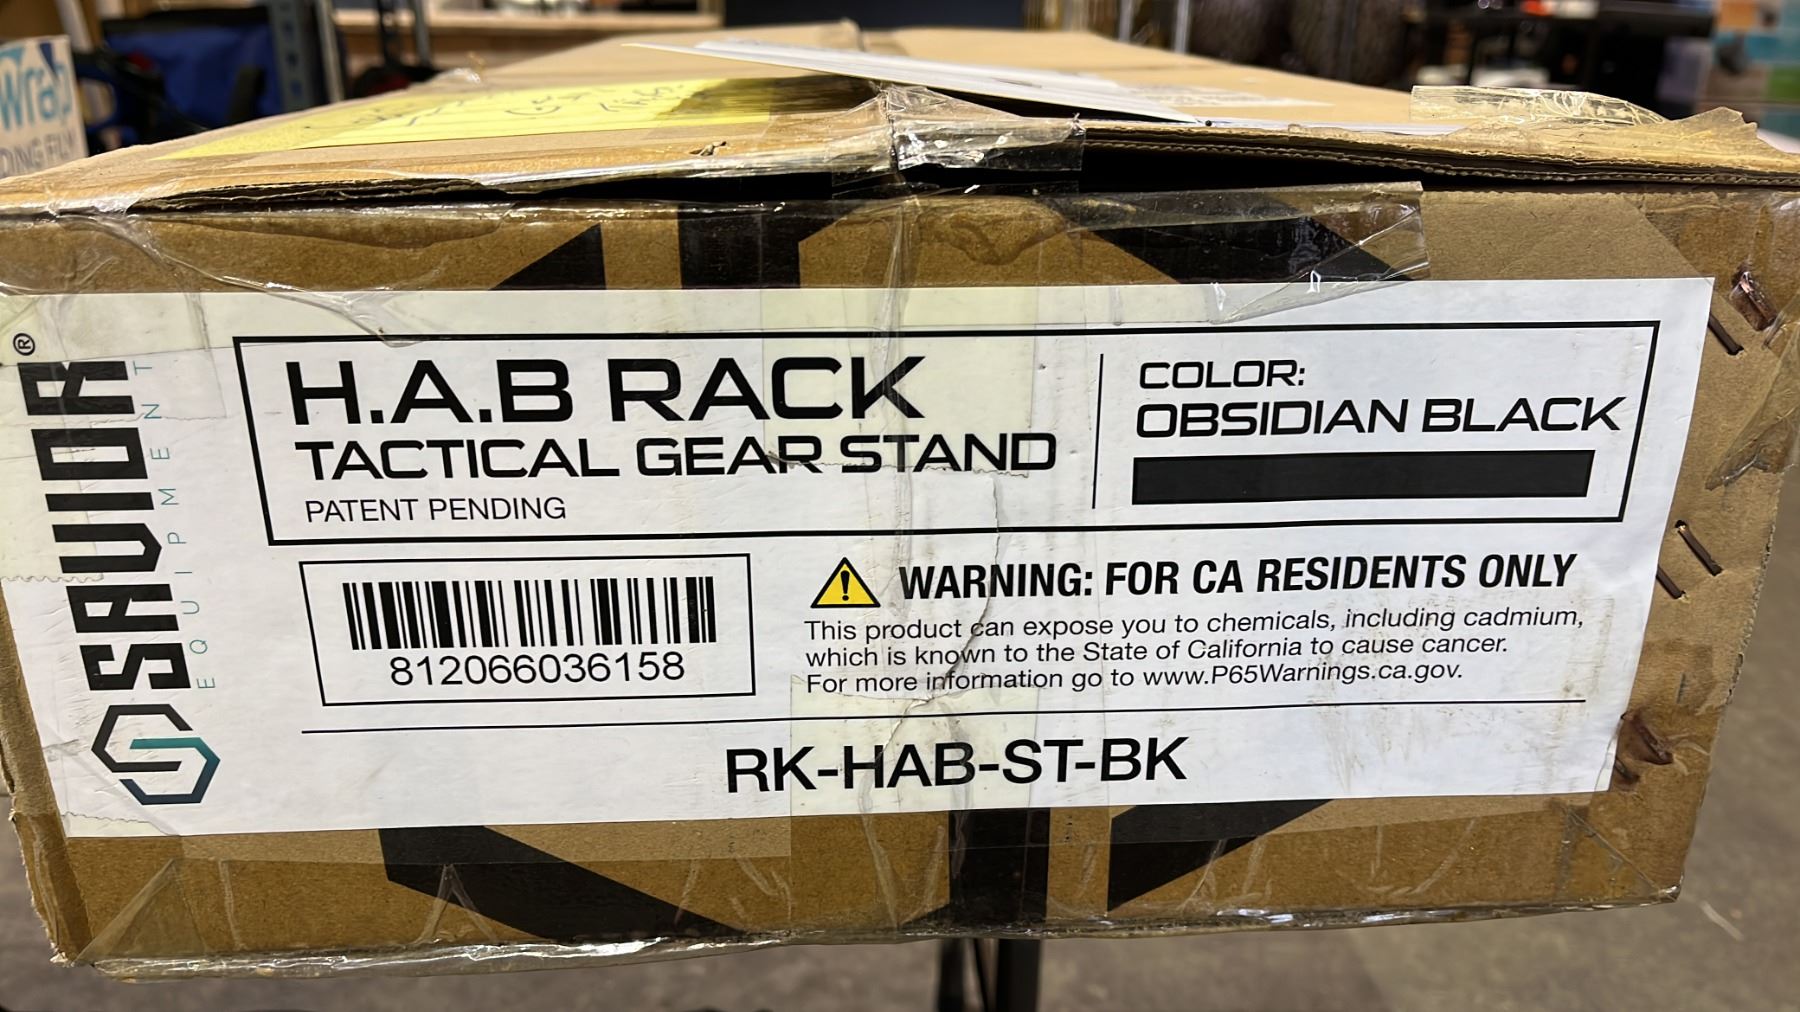 Wrap
SAVIOR®
EQUIPMENT
H.A.B RACK
TACTICAL GEAR STAND
PATENT PENDING
COLOR:
OBSIDIAN BLACK
812066036158
WARNING: FOR CA RESIDENTS ONLY
This product can expose you to chemicals, including cadmium,
which is known to the State of California to cause cancer.
For more information go to www.P65Warnings.ca.gov.
RK-HAB-ST-BK